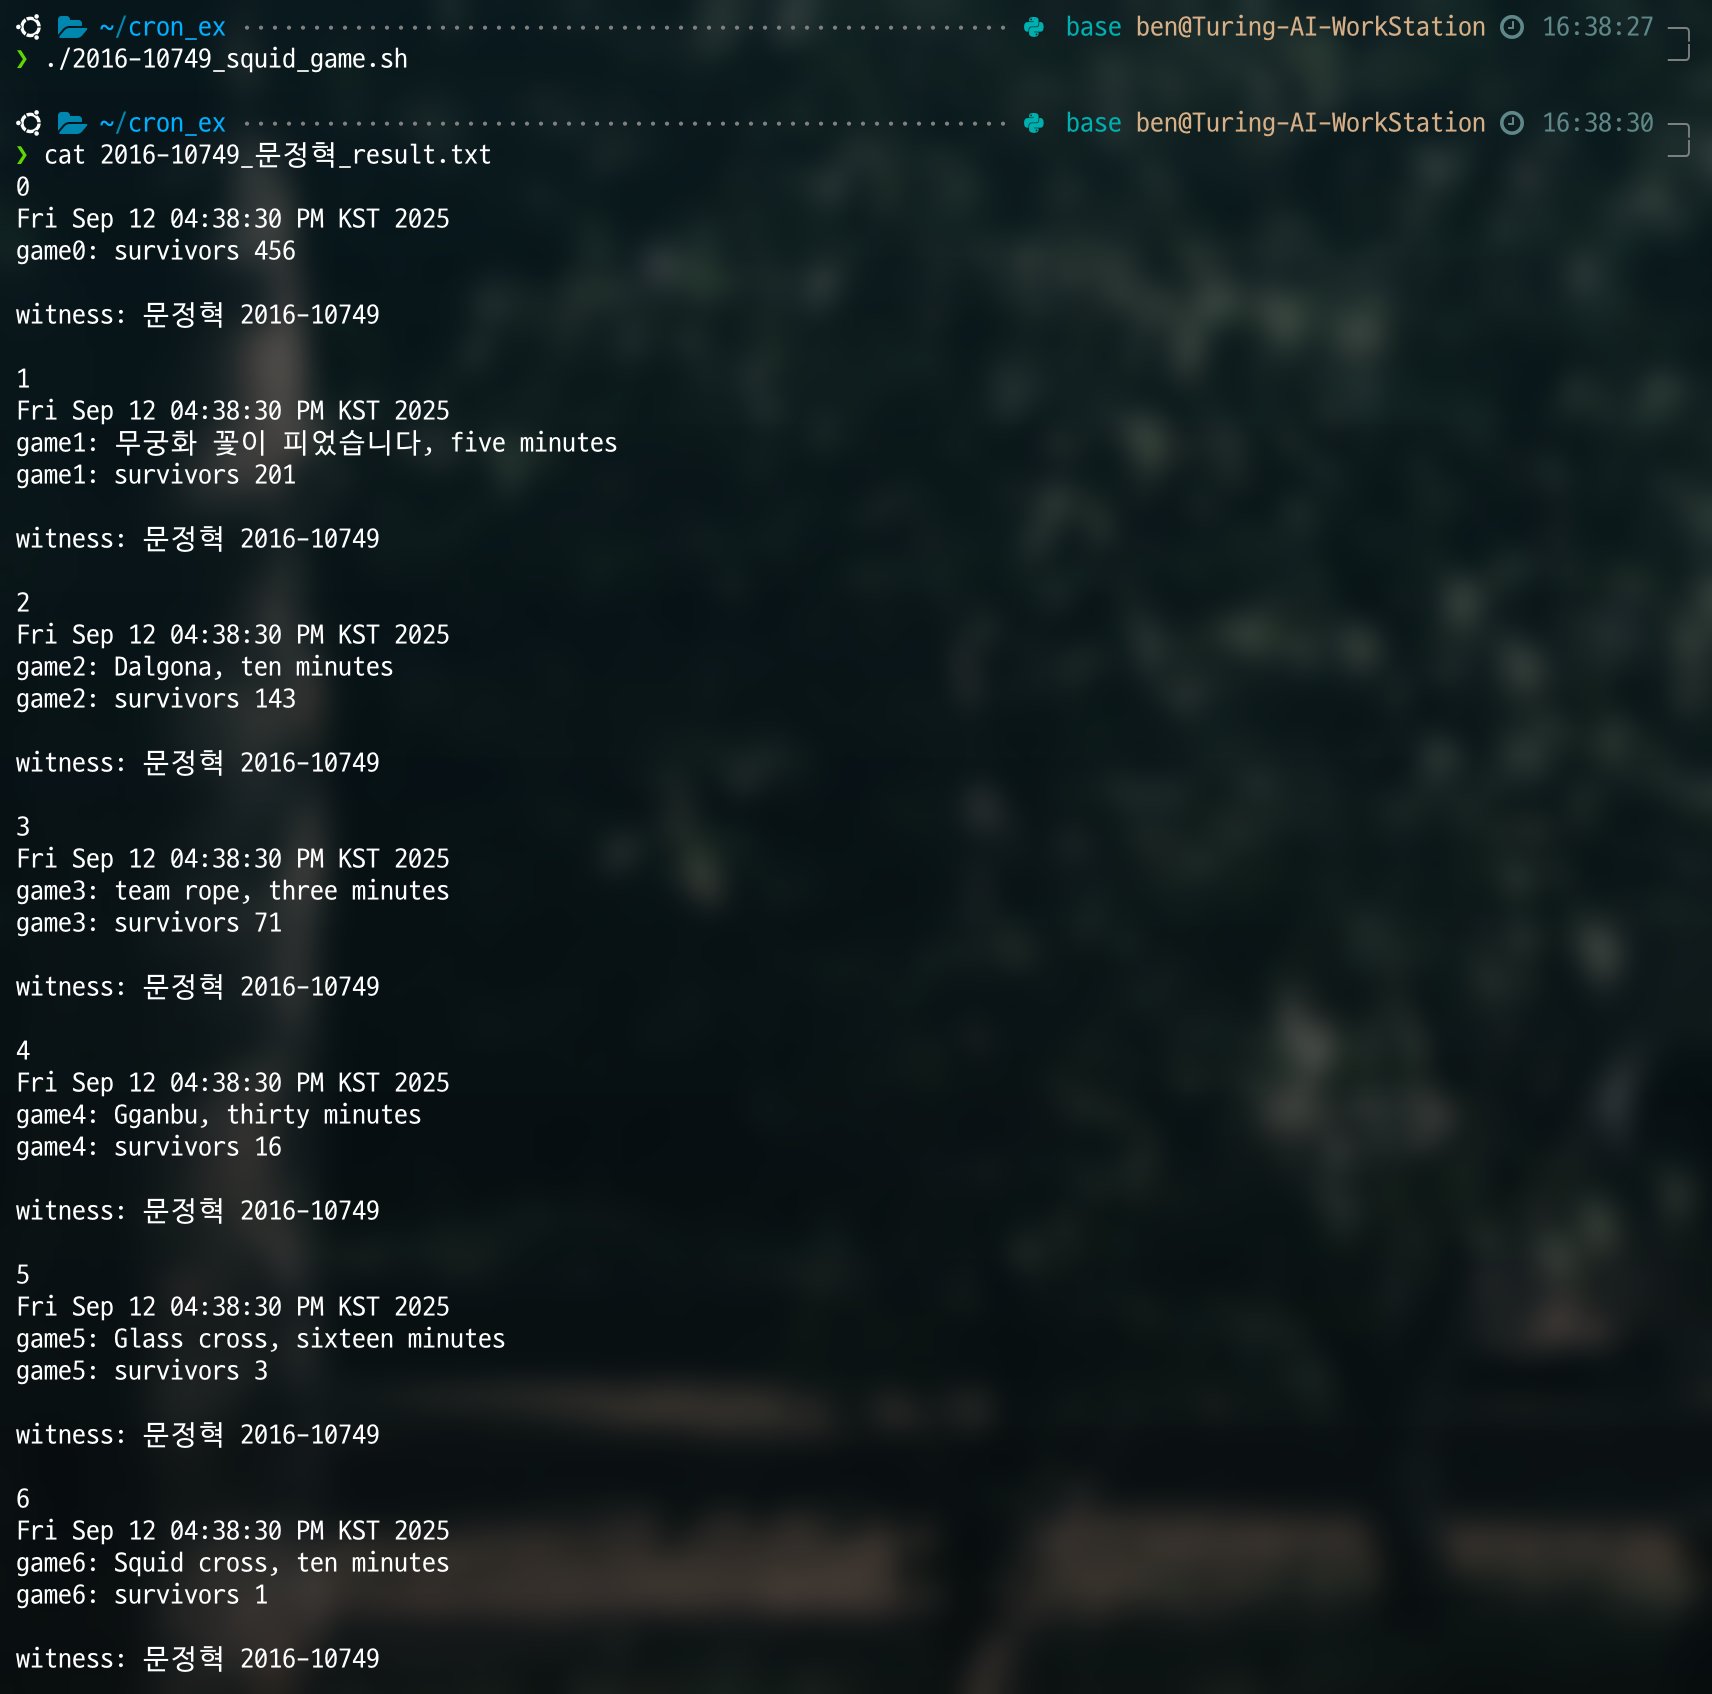 ~/cron_ex base ben@Turing-AI-WorkStation 16:38:27
❯ ./2016-10749_squid_game.sh
~/cron_ex base ben@Turing-AI-WorkStation 16:38:30
❯ cat 2016-10749_문정혁_result.txt
0
Fri Sep 12 04:38:30 PM KST 2025
game0: survivors 456
witness: 문정혁 2016-10749
1
Fri Sep 12 04:38:30 PM KST 2025
game1: 무궁화 꽃이 피었습니다, five minutes
game1: survivors 201
witness: 문정혁 2016-10749
2
Fri Sep 12 04:38:30 PM KST 2025
game2: Dalgona, ten minutes
game2: survivors 143
witness: 문정혁 2016-10749
3
Fri Sep 12 04:38:30 PM KST 2025
game3: team rope, three minutes
game3: survivors 71
witness: 문정혁 2016-10749
4
Fri Sep 12 04:38:30 PM KST 2025
game4: Gganbu, thirty minutes
game4: survivors 16
witness: 문정혁 2016-10749
5
Fri Sep 12 04:38:30 PM KST 2025
game5: Glass cross, sixteen minutes
game5: survivors 3
witness: 문정혁 2016-10749
6
Fri Sep 12 04:38:30 PM KST 2025
game6: Squid cross, ten minutes
game6: survivors 1
witness: 문정혁 2016-10749